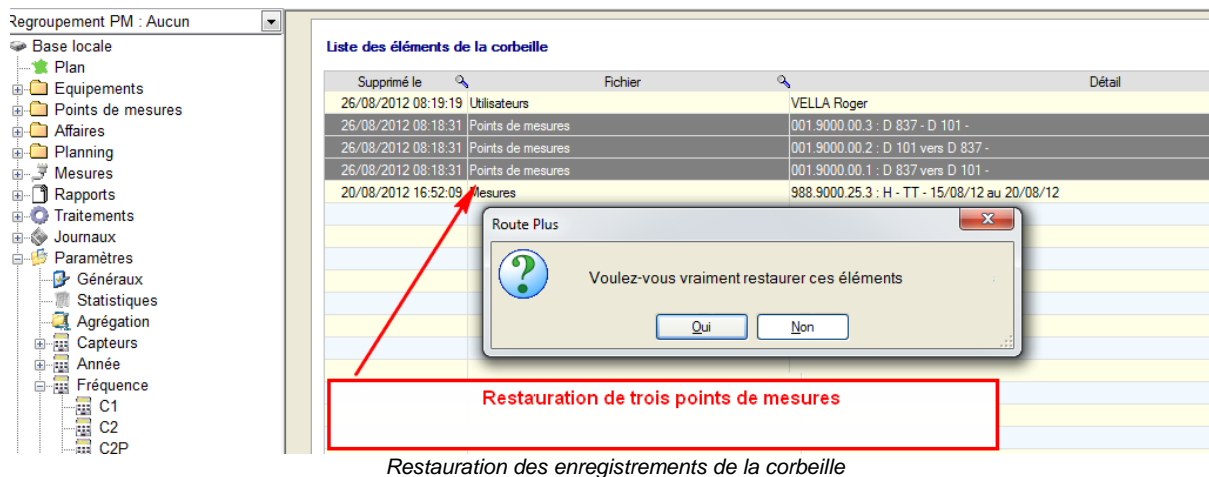 Regroupement PM : Aucun
Base locale
Plan
Equipements
Points de mesures
Affaires
Planning
Mesures
Rapports
Traitements
Journaux
Paramètres
Généraux
Statistiques
Agrégation
Capteurs
Année
Fréquence
C1
C2
C2P
Liste des éléments de la corbeille
Supprimé le Fichier Détail
26/08/2012 08:19:19 Utilisateurs VELLA Roger
26/08/2012 08:18:31 Points de mesures 001.9000.00.3 : D 837 - D 101 -
26/08/2012 08:18:31 Points de mesures 001.9000.00.2 : D 101 vers D 837 -
26/08/2012 08:18:31 Points de mesures 001.9000.00.1 : D 837 vers D 101 -
20/08/2012 16:52:09 Mesures 988.9000.25.3 : H - TT - 15/08/12 au 20/08/12
Route Plus
Voulez-vous vraiment restaurer ces éléments
Oui Non
Restauration de trois points de mesures
Restauration des enregistrements de la corbeille